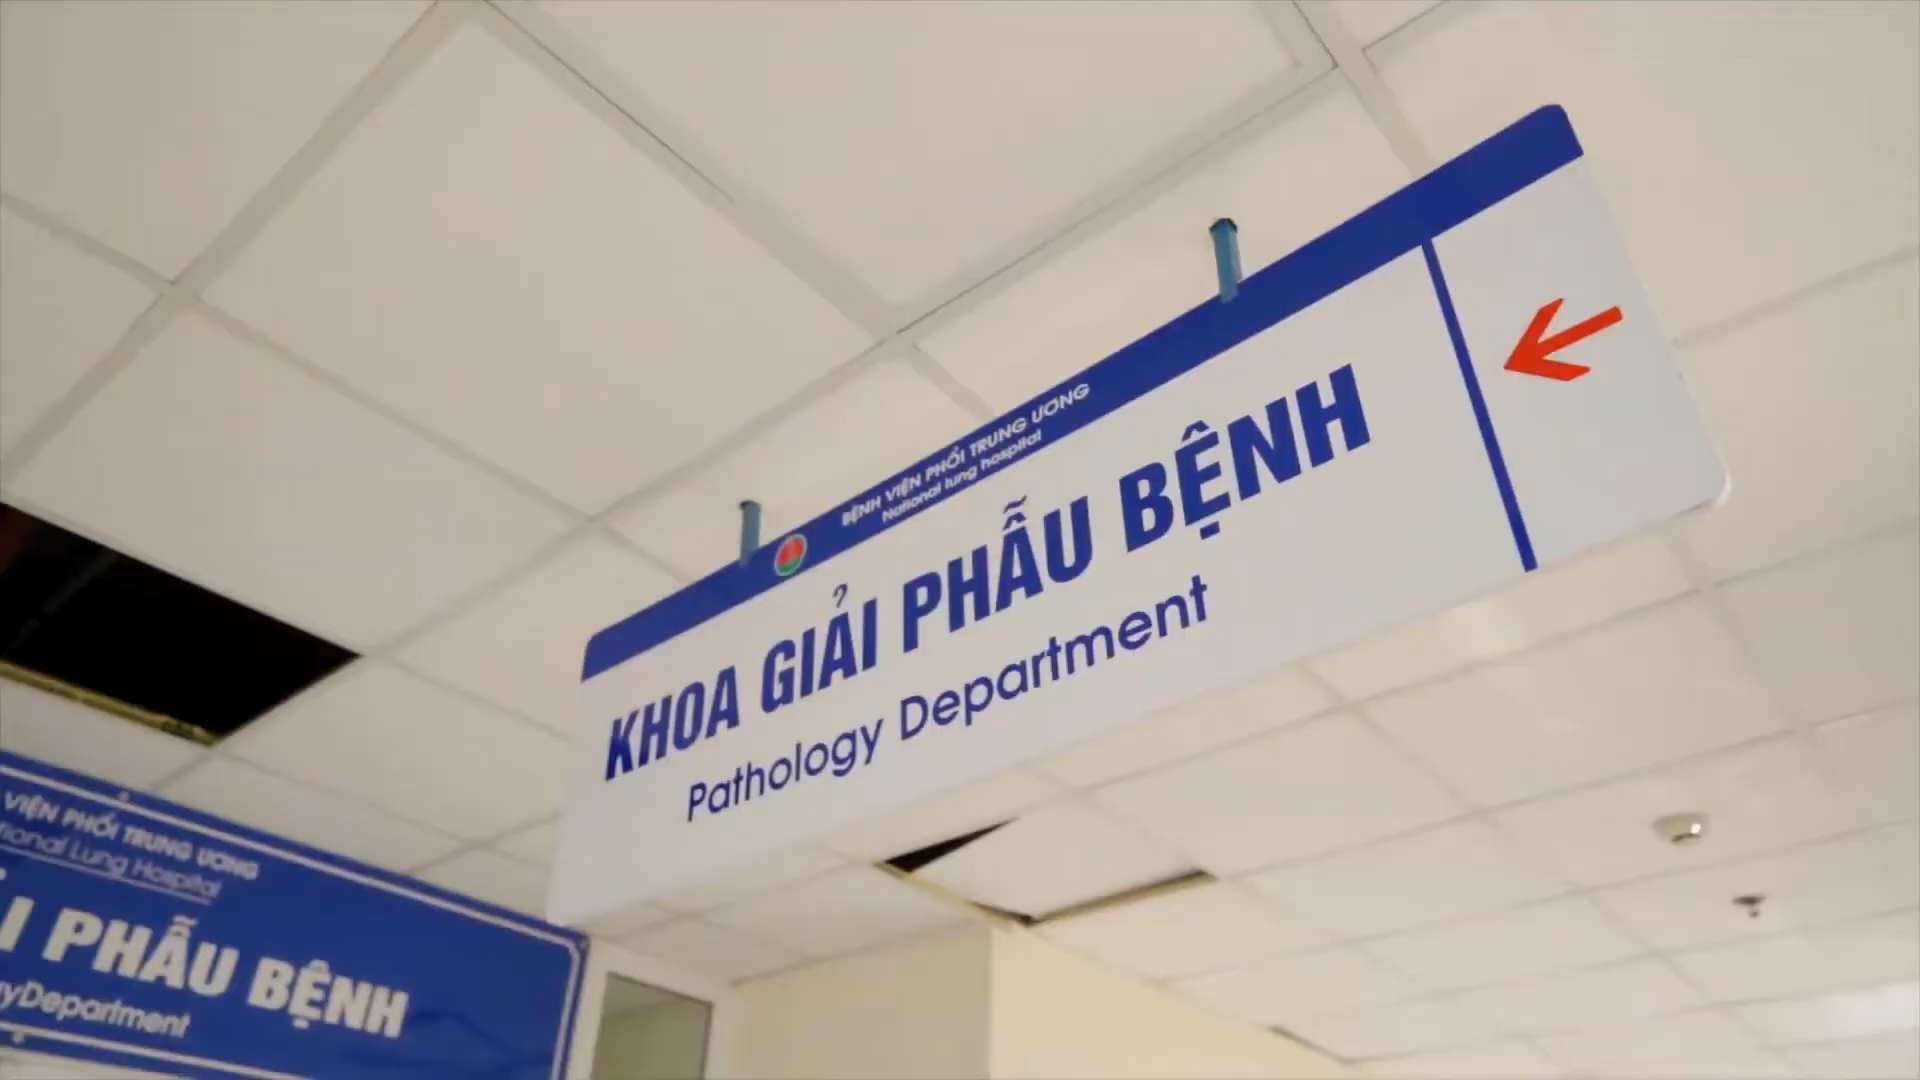 BỆNH VIỆN PHỔI TRUNG ƯƠNG
National lung hospital
KHOA GIẢI PHẪU BỆNH
Pathology Department
VIỆN PHỔI TRUNG ƯƠNG
Lung Hospital
PHẪU BỆNH
Department